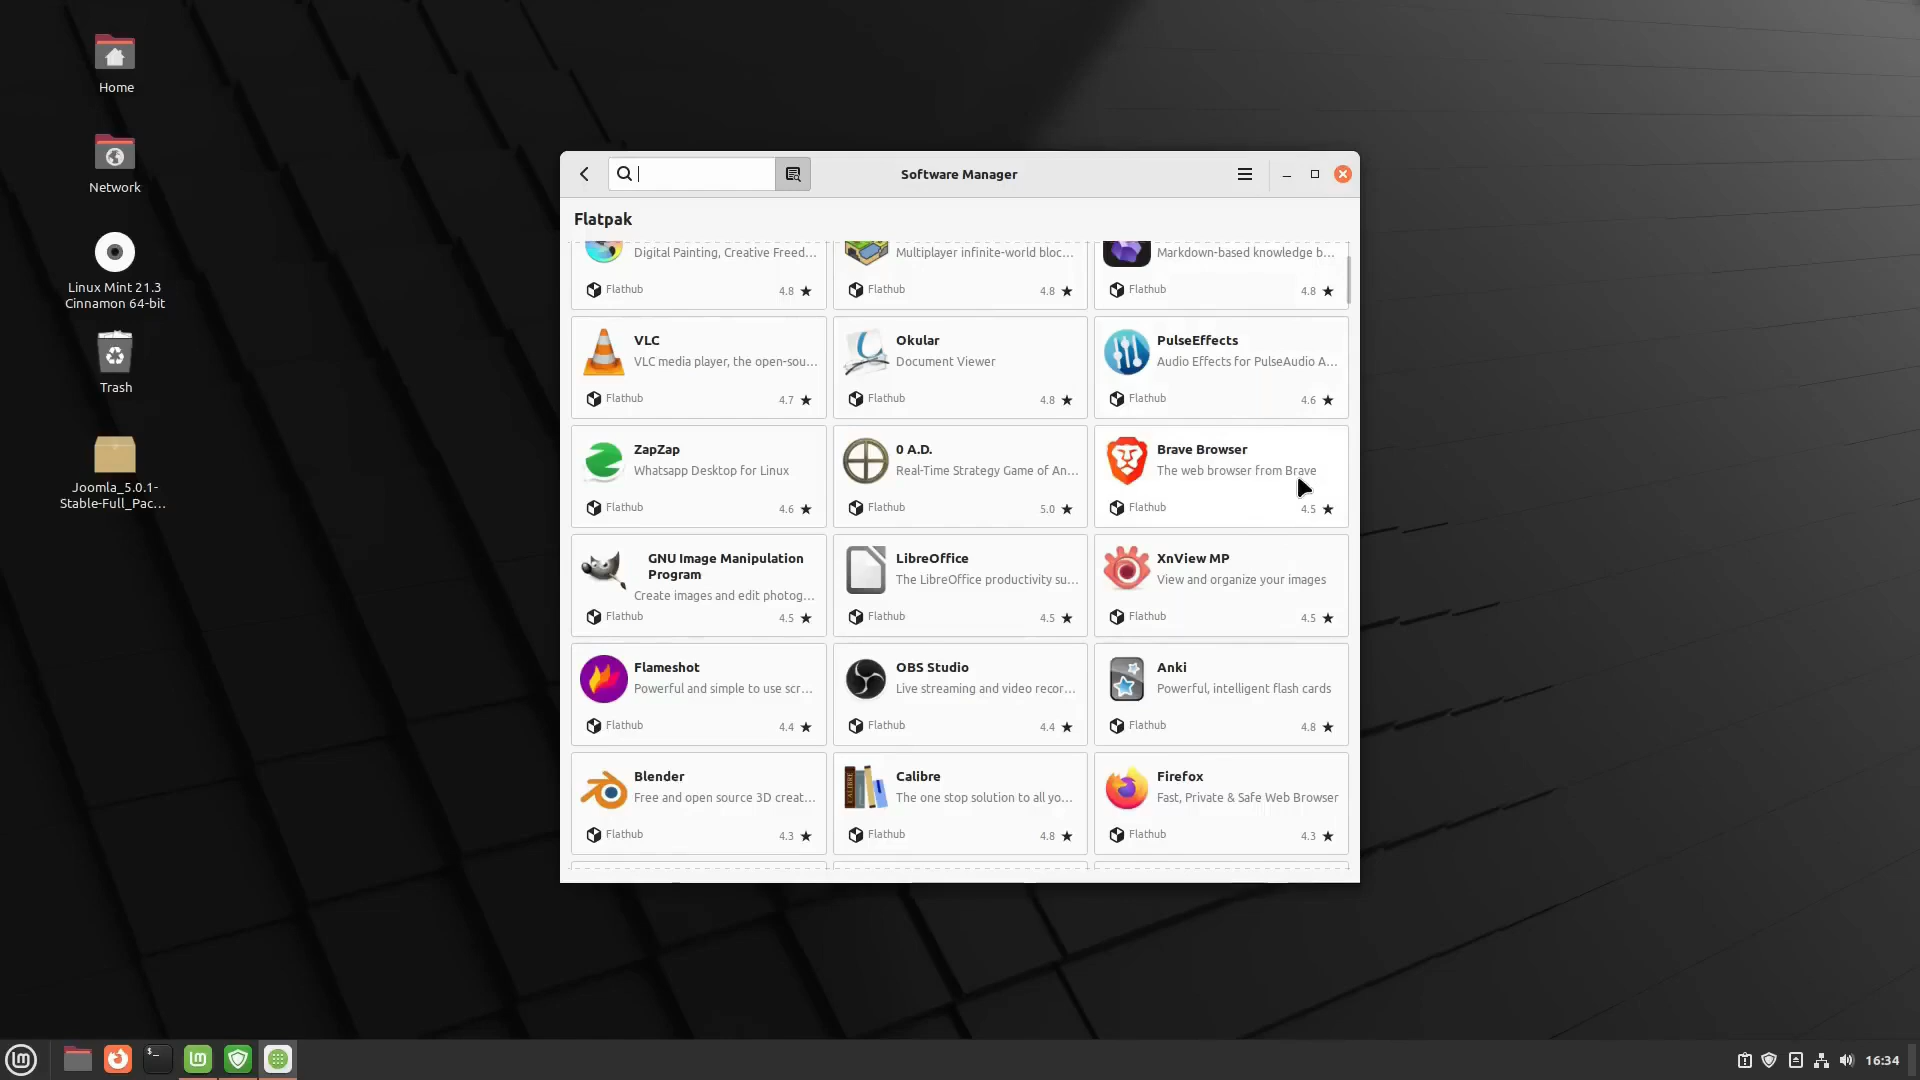 Home
Network
Linux Mint 21.3
Cinnamon 64-bit
Trash
Joomla_5.0.1-
Stable-Full_Pac...
Software Manager
Flatpak
Digital Painting, Creative Freed...
Flathub
4.8
Multiplayer infinite-world bloc...
Flathub
4.8
Markdown-based knowledge b...
Flathub
4.8
VLC
VLC media player, the open-sou...
Flathub
4.7
Okular
Document Viewer
Flathub
4.8
PulseEffects
Audio Effects for PulseAudio A...
Flathub
4.6
ZapZap
Whatsapp Desktop for Linux
Flathub
4.6
0 A.D.
Real-Time Strategy Game of An...
Flathub
5.0
Brave Browser
The web browser from Brave
Flathub
4.5
GNU Image Manipulation
Program
Create images and edit photog...
Flathub
4.5
LibreOffice
The LibreOffice productivity su...
Flathub
4.5
XnView MP
View and organize your images
Flathub
4.5
Flameshot
Powerful and simple to use scr...
Flathub
4.4
OBS Studio
Live streaming and video recor...
Flathub
4.4
Anki
Powerful, intelligent flash cards
Flathub
4.8
Blender
Free and open source 3D creat...
Flathub
4.3
Calibre
The one stop solution to all yo...
Flathub
4.8
Firefox
Fast, Private & Safe Web Browser
Flathub
4.3
16:34